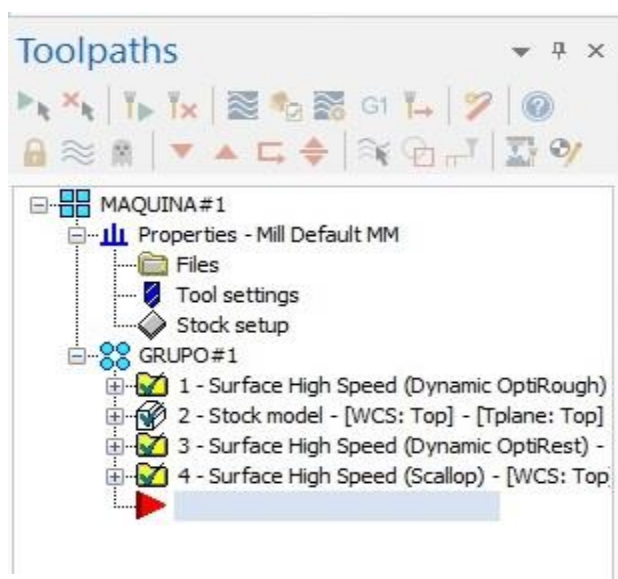 Toolpaths
G1
MAQUINA#1
Properties - Mill Default MM
Files
Tool settings
Stock setup
GRUPO#1
1 - Surface High Speed (Dynamic OptiRough)
2 - Stock model - [WCS: Top] - [Tplane: Top]
3 - Surface High Speed (Dynamic OptiRest) -
4 - Surface High Speed (Scallop) - [WCS: Top